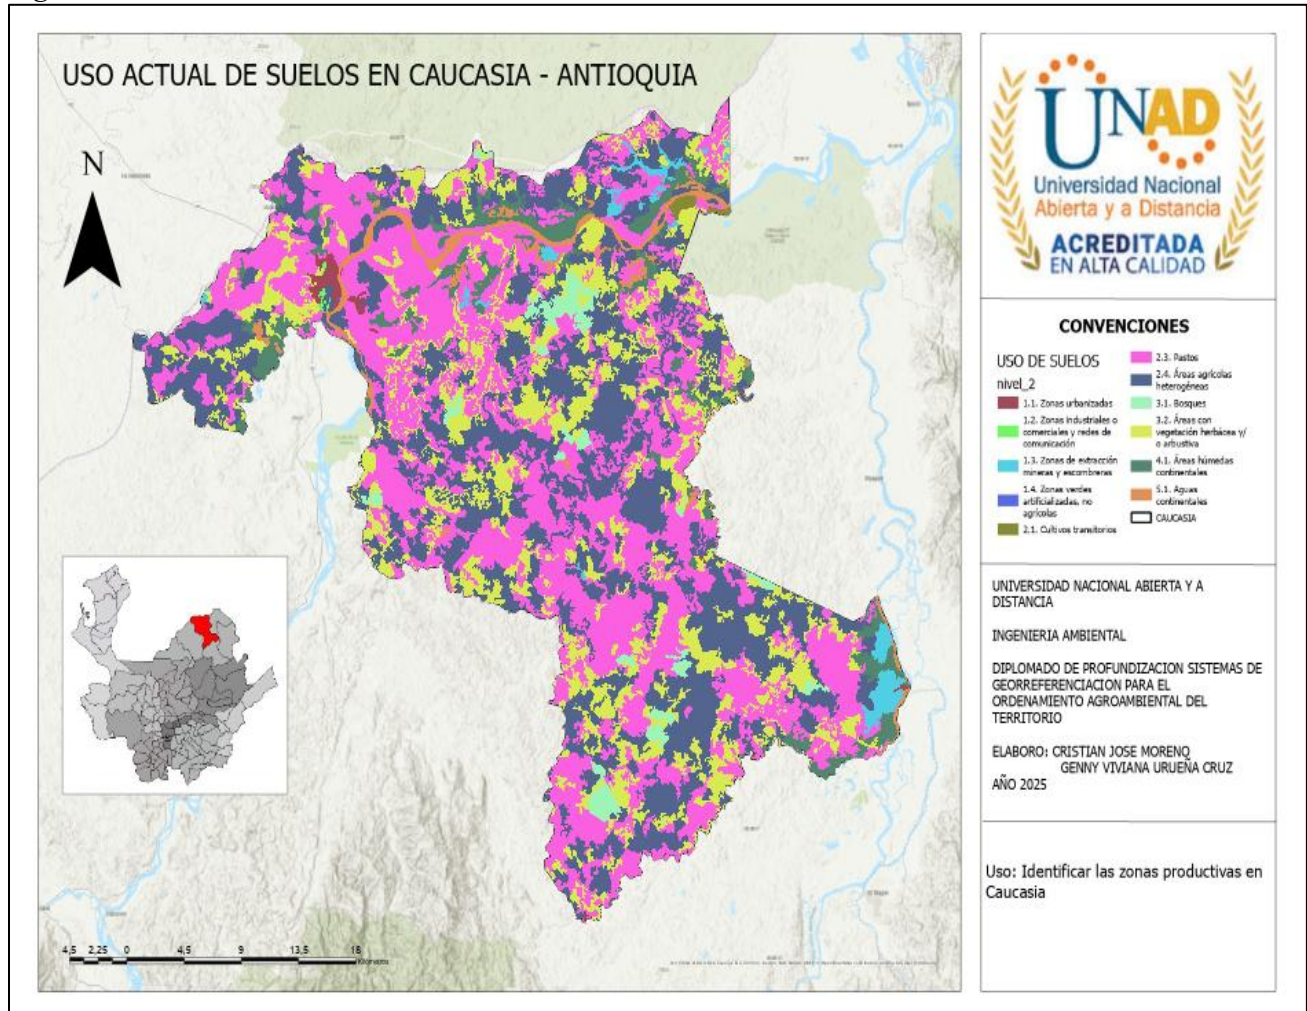 USO ACTUAL DE SUELOS EN CAUCASIA - ANTIOQUIA
N
4,5 2,25 0 4,5 9 13,5 18
Kilómetros
UNAD
Universidad Nacional
Abierta y a Distancia
ACREDITADA
EN ALTA CALIDAD
CONVENCIONES
USO DE SUELOS
nivel_2
1.1. Zonas urbanizadas
1.2. Zonas industriales o
comerciales y redes de
comunicación
1.3. Zonas de extracción
mineras y escombreras
1.4. Zonas verdes
artificializadas, no
agrícolas
2.1. Cultivos transitorios
2.3. Pastos
2.4. Áreas agrícolas
heterogéneas
3.1. Bosques
3.2. Áreas con
vegetación herbácea y/
o arbustiva
4.1. Áreas húmedas
continentales
5.1. Aguas
continentales
CAUCASIA
UNIVERSIDAD NACIONAL ABIERTA Y A
DISTANCIA
INGENIERIA AMBIENTAL
DIPLOMADO DE PROFUNDIZACION SISTEMAS DE
GEORREFERENCIACION PARA EL
ORDENAMIENTO AGROAMBIENTAL DEL
TERRITORIO
ELABORO: CRISTIAN JOSE MORENO
GENNY VIVIANA URUEÑA CRUZ
AÑO 2025
Uso: Identificar las zonas productivas en
Caucasia